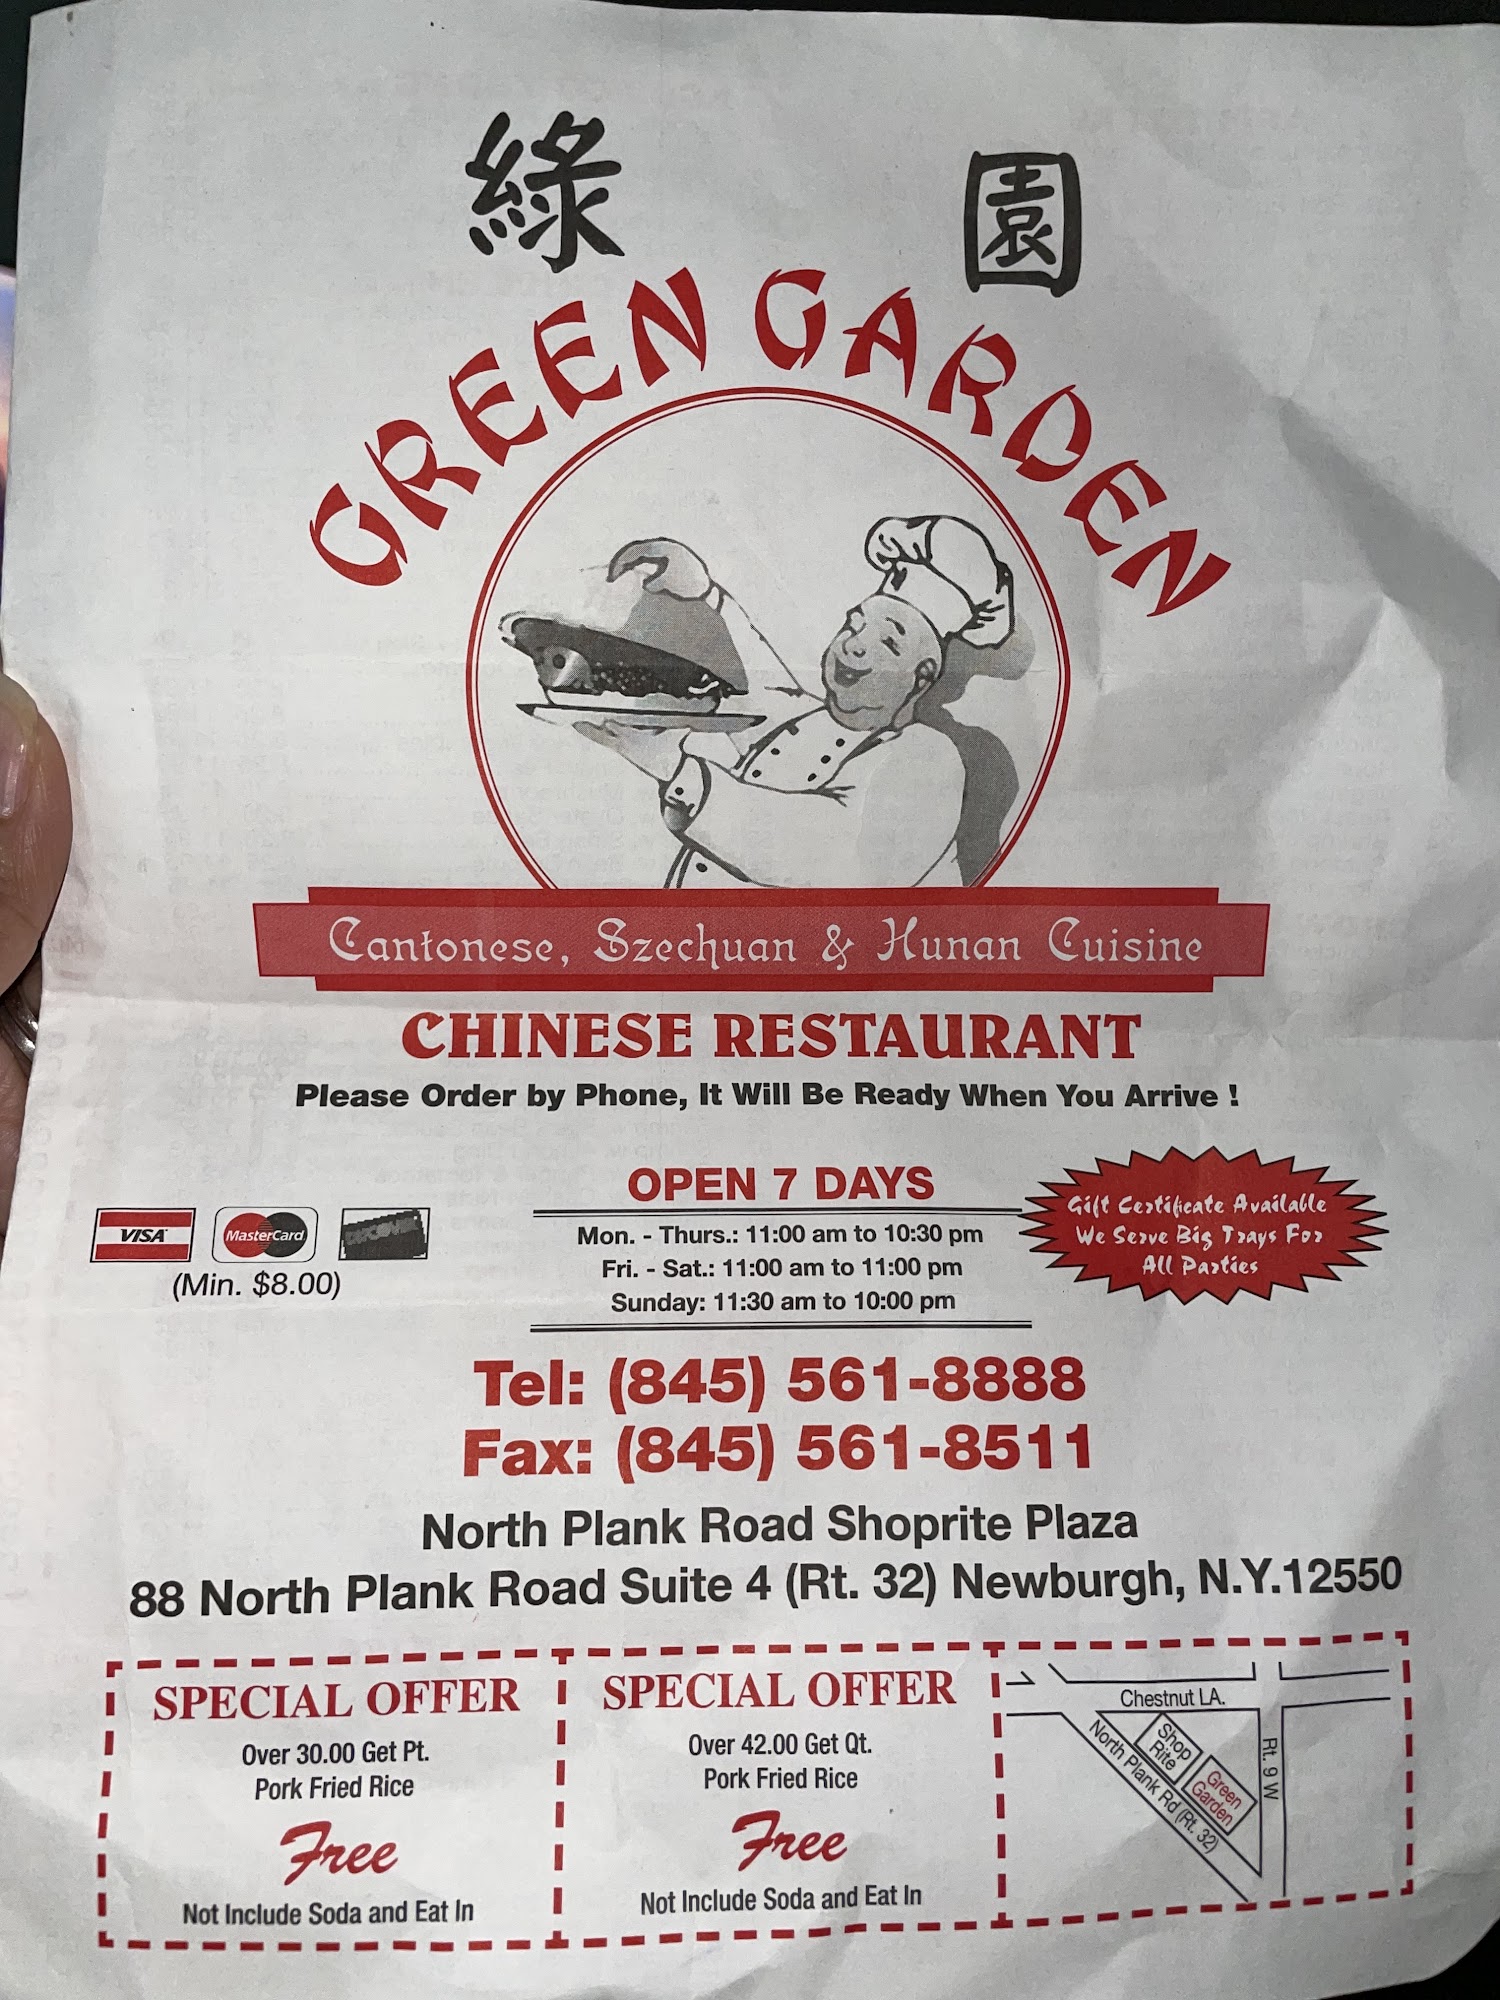 綠 園
GREEN GARDEN
Cantonese, Szechuan & Hunan Cuisine
CHINESE RESTAURANT
Please Order by Phone, It Will Be Ready When You Arrive !
VISA MasterCard DISCOVER
(Min. $8.00)
OPEN 7 DAYS
Mon. - Thurs.: 11:00 am to 10:30 pm
Fri. - Sat.: 11:00 am to 11:00 pm
Sunday: 11:30 am to 10:00 pm
Gift Certificate Available
We Serve Big Trays For
All Parties
Tel: (845) 561-8888
Fax: (845) 561-8511
North Plank Road Shoprite Plaza
88 North Plank Road Suite 4 (Rt. 32) Newburgh, N.Y.12550
SPECIAL OFFER
Over 30.00 Get Pt.
Pork Fried Rice
Free
Not Include Soda and Eat In
SPECIAL OFFER
Over 42.00 Get Qt.
Pork Fried Rice
Free
Not Include Soda and Eat In
Chestnut LA.
North Plank Rd (Rt. 32)
Shop
Rite
Green
Garden
Rt. 9 W